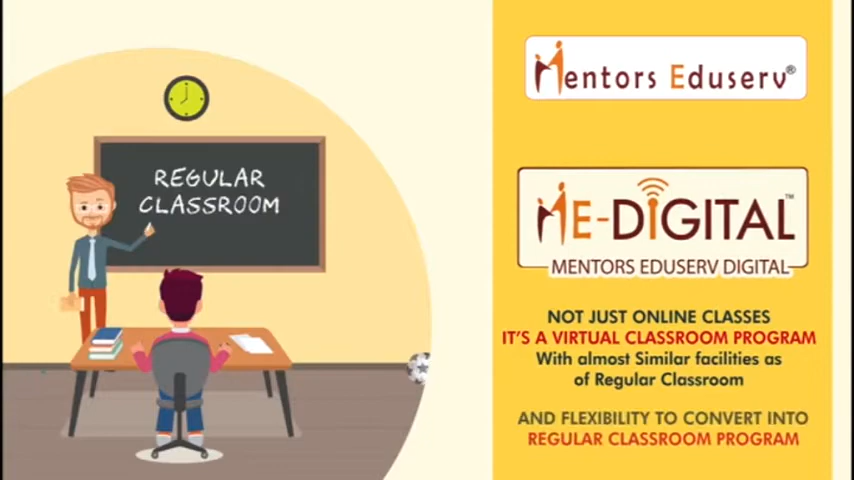 REGULAR
CLASSROOM
Mentors Eduserv®
ME-DIGITAL™
MENTORS EDUSERV DIGITAL
NOT JUST ONLINE CLASSES
IT'S A VIRTUAL CLASSROOM PROGRAM
With almost Similar facilities as
of Regular Classroom
AND FLEXIBILITY TO CONVERT INTO
REGULAR CLASSROOM PROGRAM